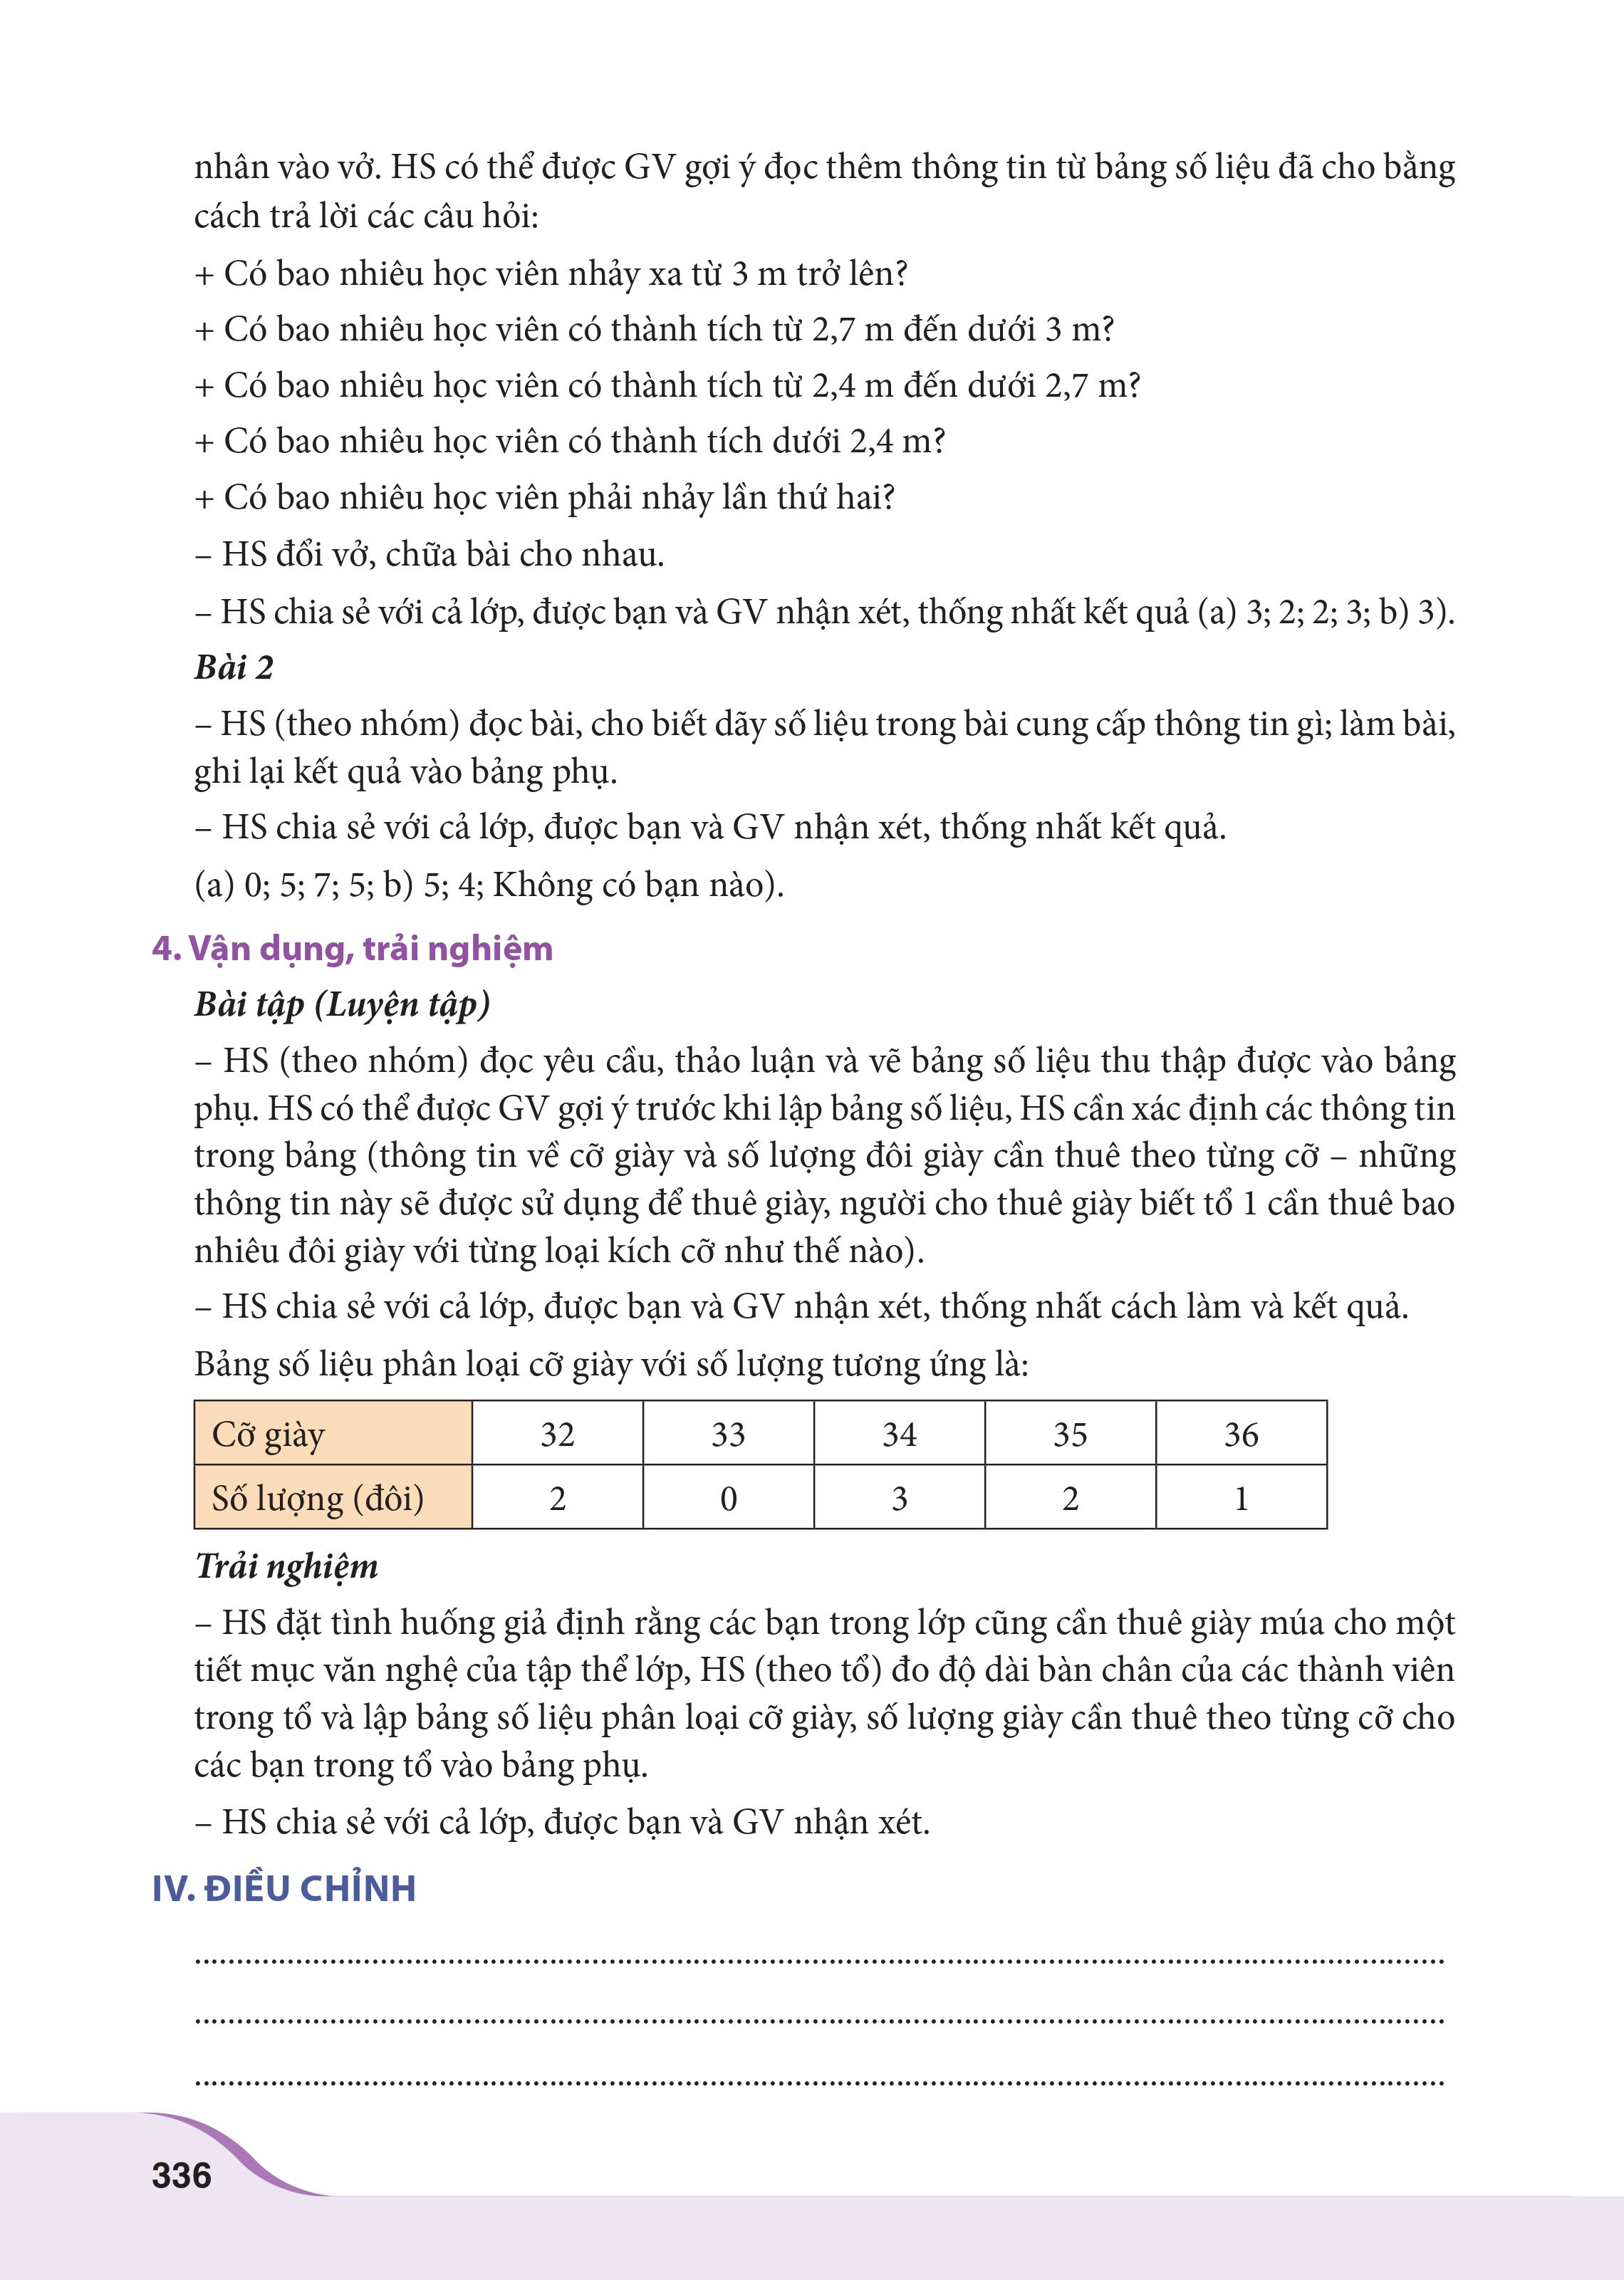 nhân vào vở. HS có thể được GV gợi ý đọc thêm thông tin từ bảng số liệu đã cho bằng
cách trả lời các câu hỏi:
+ Có bao nhiêu học viên nhảy xa từ 3 m trở lên?
+ Có bao nhiêu học viên có thành tích từ 2,7 m đến dưới 3 m?
+ Có bao nhiêu học viên có thành tích từ 2,4 m đến dưới 2,7 m?
+ Có bao nhiêu học viên có thành tích dưới 2,4 m?
+ Có bao nhiêu học viên phải nhảy lần thứ hai?
– HS đổi vở, chữa bài cho nhau.
– HS chia sẻ với cả lớp, được bạn và GV nhận xét, thống nhất kết quả (a) 3; 2; 2; 3; b) 3).
Bài 2
– HS (theo nhóm) đọc bài, cho biết dãy số liệu trong bài cung cấp thông tin gì; làm bài,
ghi lại kết quả vào bảng phụ.
– HS chia sẻ với cả lớp, được bạn và GV nhận xét, thống nhất kết quả.
(a) 0; 5; 7; 5; b) 5; 4; Không có bạn nào).
4. Vận dụng, trải nghiệm
Bài tập (Luyện tập)
– HS (theo nhóm) đọc yêu cầu, thảo luận và vẽ bảng số liệu thu thập được vào bảng
phụ. HS có thể được GV gợi ý trước khi lập bảng số liệu, HS cần xác định các thông tin
trong bảng (thông tin về cỡ giày và số lượng đôi giày cần thuê theo từng cỡ – những
thông tin này sẽ được sử dụng để thuê giày, người cho thuê giày biết tổ 1 cần thuê bao
nhiêu đôi giày với từng loại kích cỡ như thế nào).
– HS chia sẻ với cả lớp, được bạn và GV nhận xét, thống nhất cách làm và kết quả.
Bảng số liệu phân loại cỡ giày với số lượng tương ứng là:
Cỡ giày 32 33 34 35 36
Số lượng (đôi) 2 0 3 2 1
Trải nghiệm
– HS đặt tình huống giả định rằng các bạn trong lớp cũng cần thuê giày múa cho một
tiết mục văn nghệ của tập thể lớp, HS (theo tổ) đo độ dài bàn chân của các thành viên
trong tổ và lập bảng số liệu phân loại cỡ giày, số lượng giày cần thuê theo từng cỡ cho
các bạn trong tổ vào bảng phụ.
– HS chia sẻ với cả lớp, được bạn và GV nhận xét.
IV. ĐIỀU CHỈNH
336